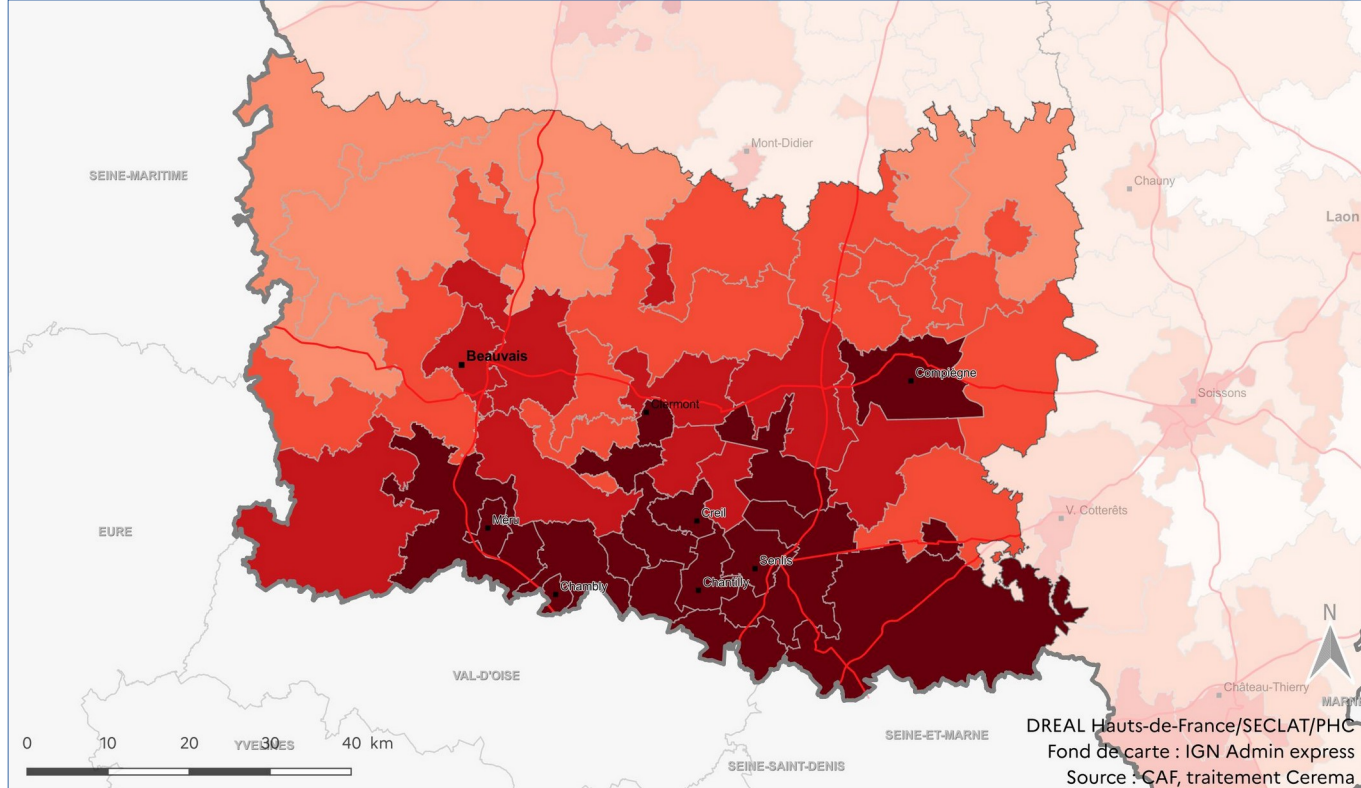 Mont-Didier
SEINE-MARITIME
Chauny
Laon
Beauvais
Compiègne
Soissons
Clermont
EURE
Méru
Creil
V. Cotterêts
Senlis
Chambly
Chantilly
N
VAL-D'OISE
Château-Thierry
MARNE
DREAL Hauts-de-France/SECLAT/PHC
SEINE-ET-MARNE
0 10 20 30 40 km
YVELINES
Fond de carte : IGN Admin express
SEINE-SAINT-DENIS
Source : CAF, traitement Cerema